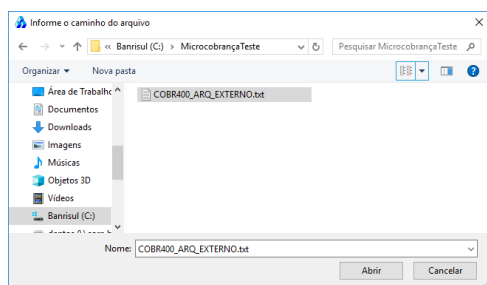 Informe o caminho do arquivo
« Banrisul (C:) > MicrocobrançaTeste
Pesquisar MicrocobrançaTeste
Organizar
Nova pasta
Área de Trabalho
Documentos
Downloads
Imagens
Músicas
Objetos 3D
Vídeos
Banrisul (C:)
COBR400_ARQ_EXTERNO.txt
Nome: COBR400_ARQ_EXTERNO.txt
Abrir
Cancelar